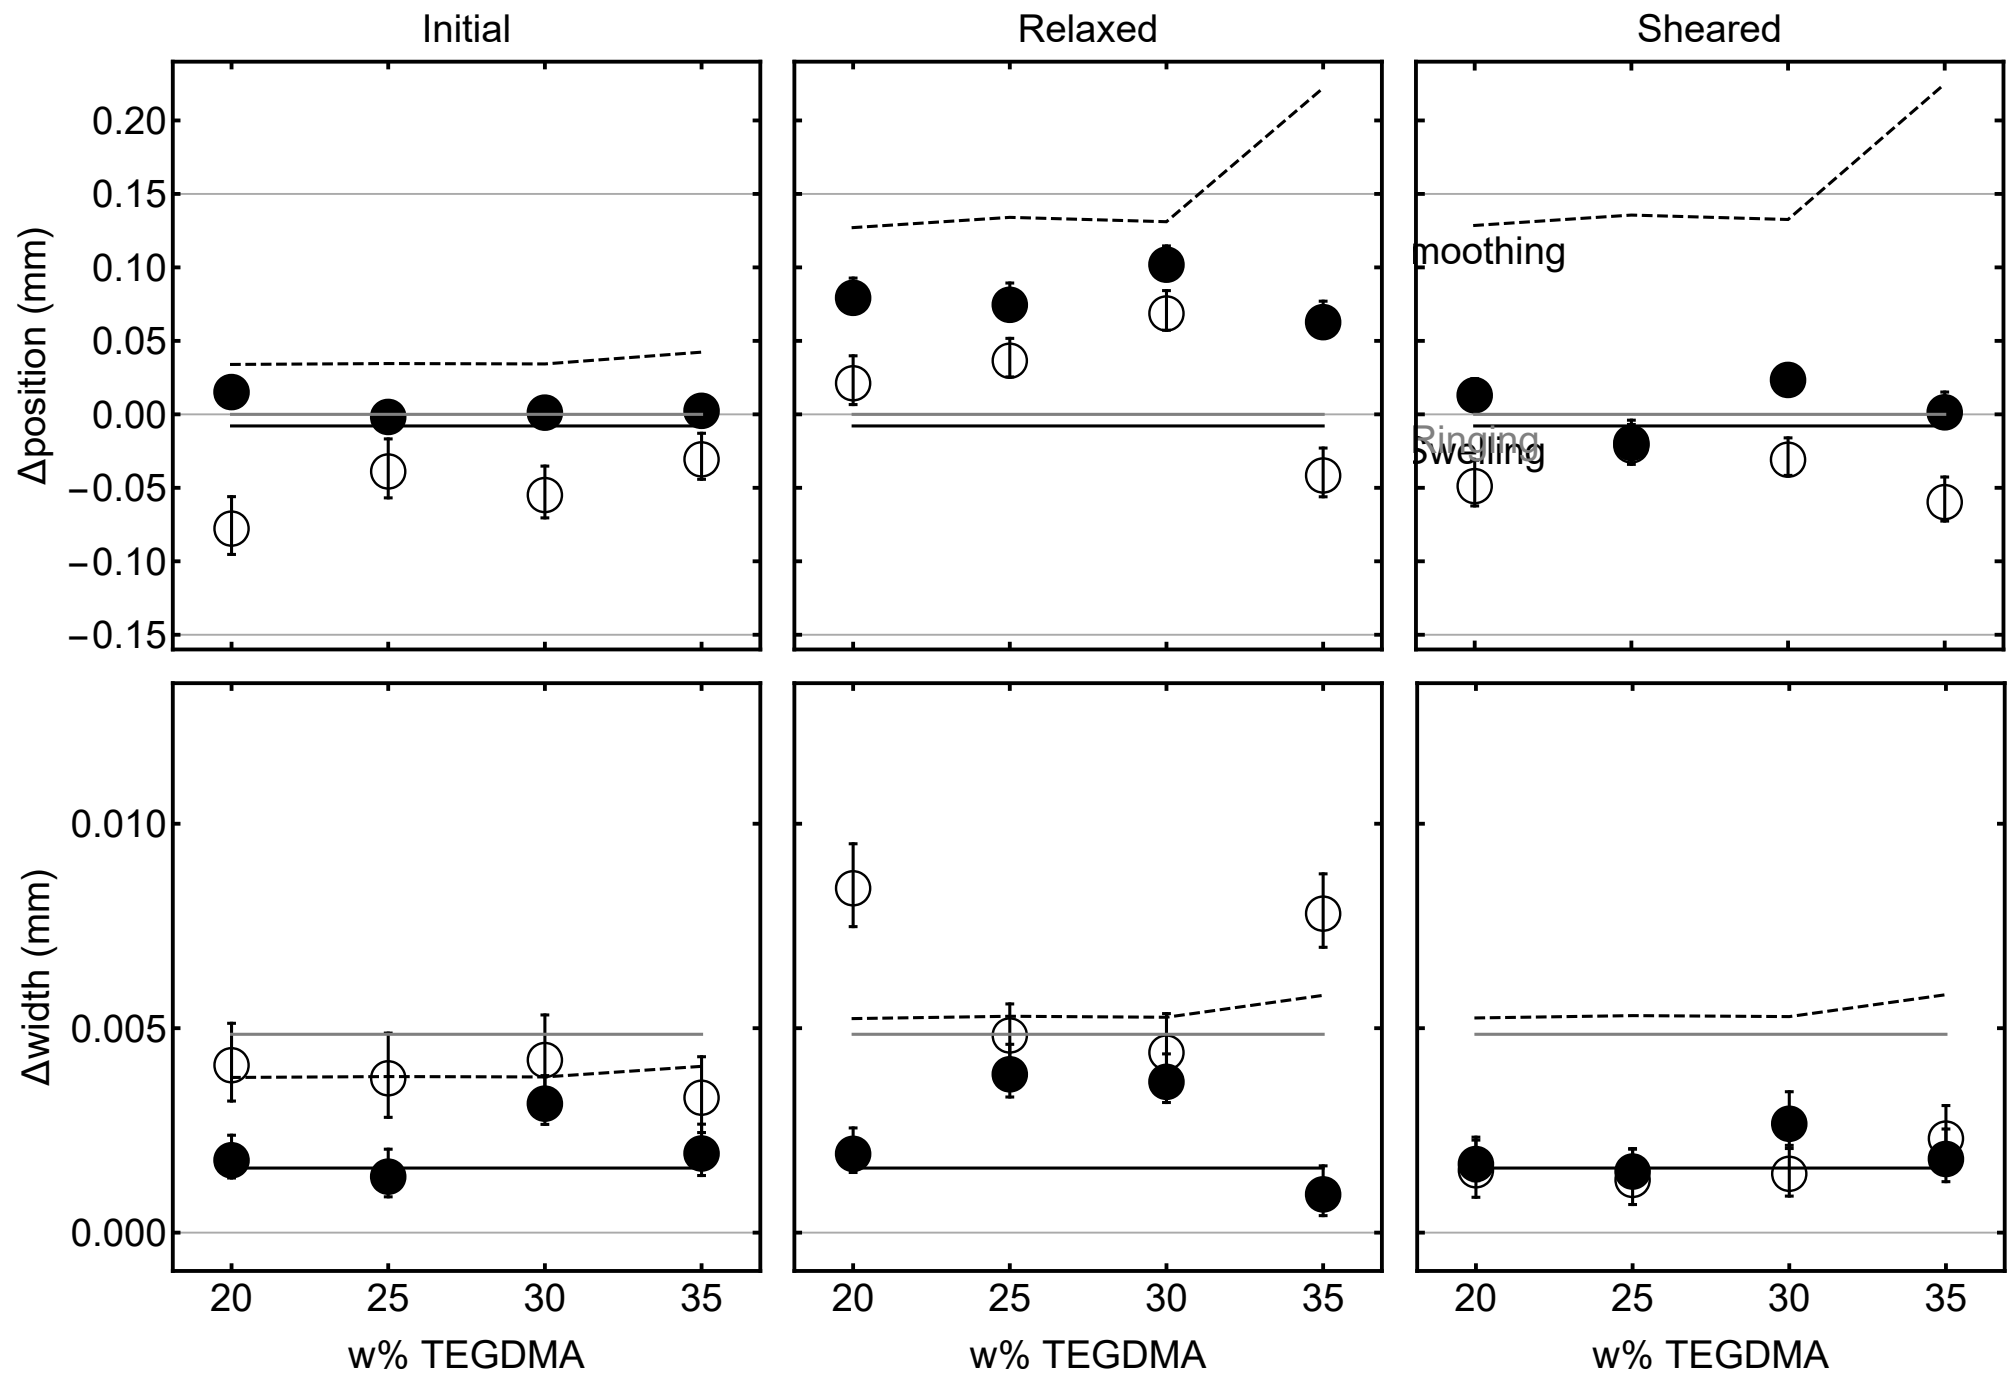 Initial
Relaxed
Sheared
Δposition (mm)
0.20
0.15
0.10
0.05
0.00
−0.05
−0.10
−0.15
moothing
Ringing
swelling
Δwidth (mm)
0.010
0.005
0.000
20 25 30 35
20 25 30 35
20 25 30 35
w% TEGDMA
w% TEGDMA
w% TEGDMA